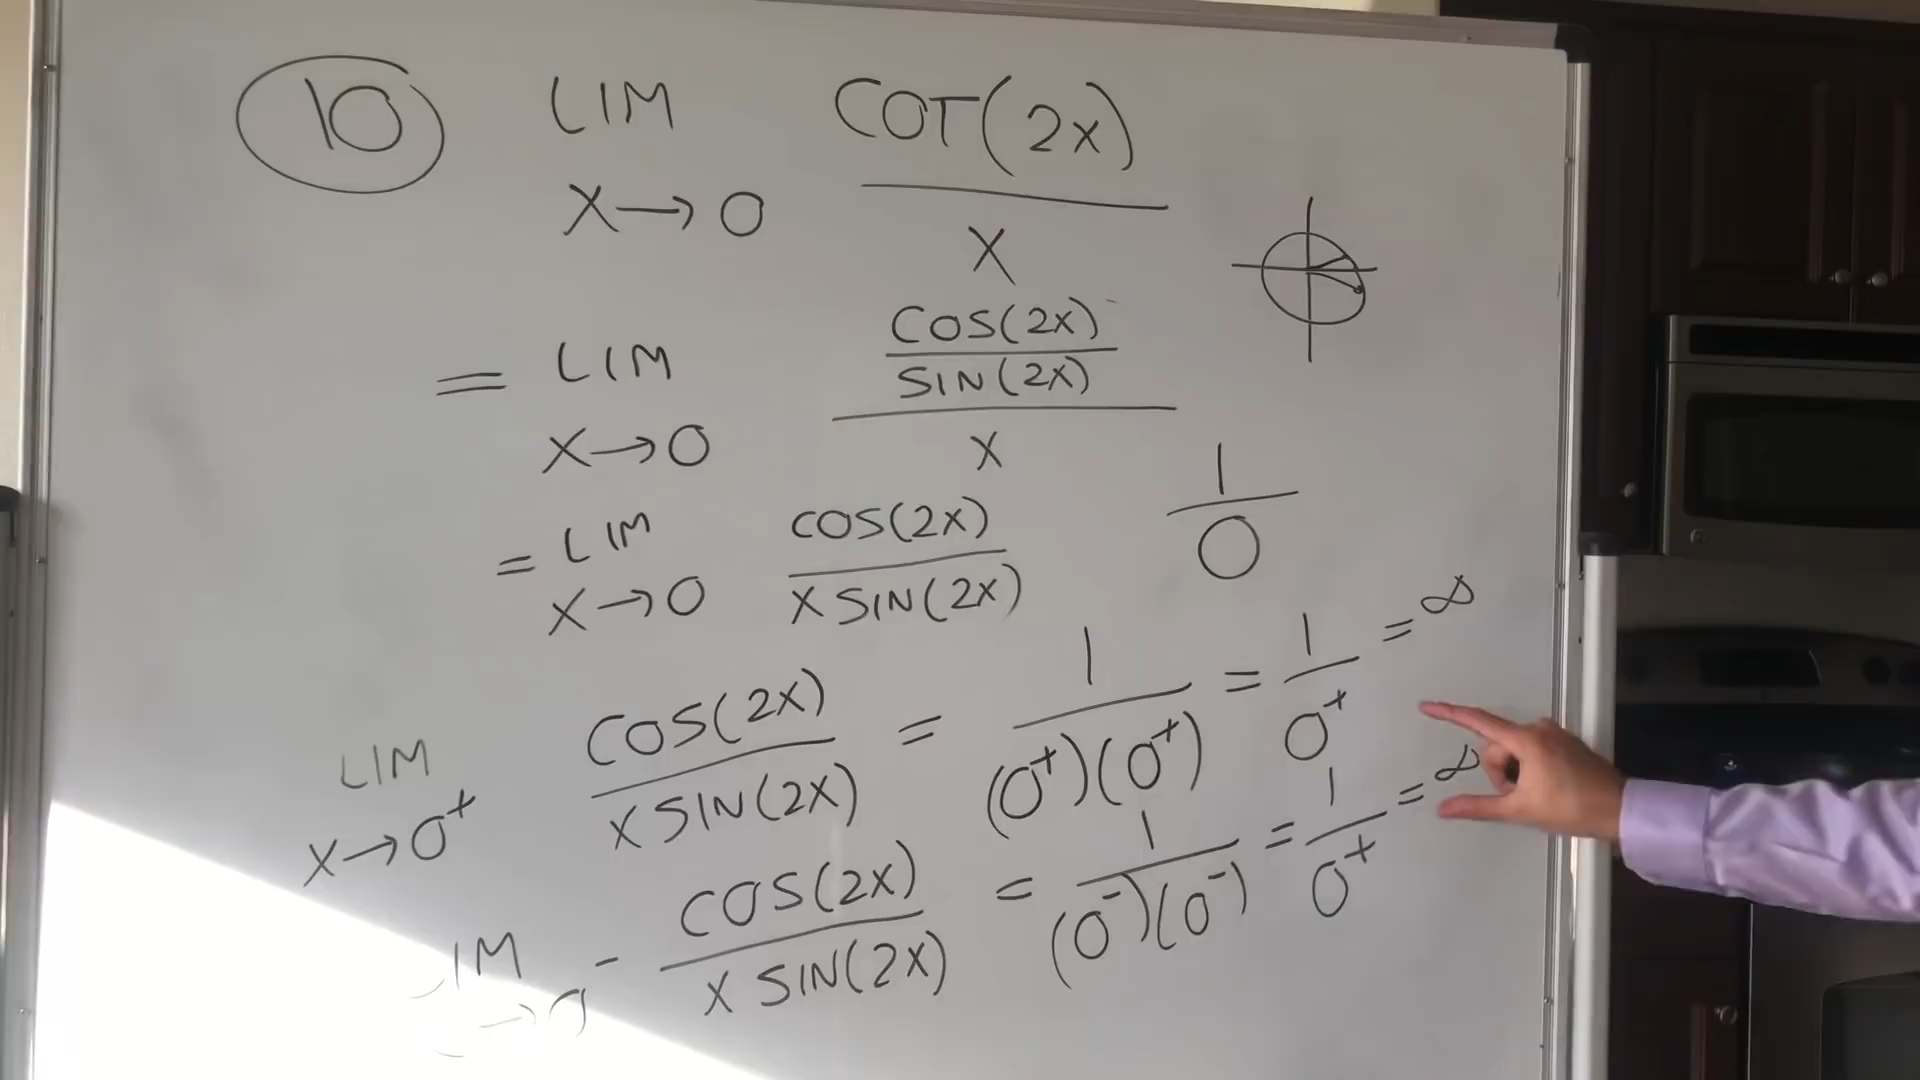 10 LIM X→0 COT(2X) / X
= LIM X→0 COS(2X) / SIN(2X) / X
= LIM X→0 COS(2X) / X SIN(2X) 1/0
LIM X→0⁺ COS(2X) / X SIN(2X) = 1 / (0⁺)(0⁺) = 1 / 0⁺ = ∞
LIM →0⁻ COS(2X) / X SIN(2X) = 1 / (0⁻)(0⁻) = 1 / 0⁺ = ∞